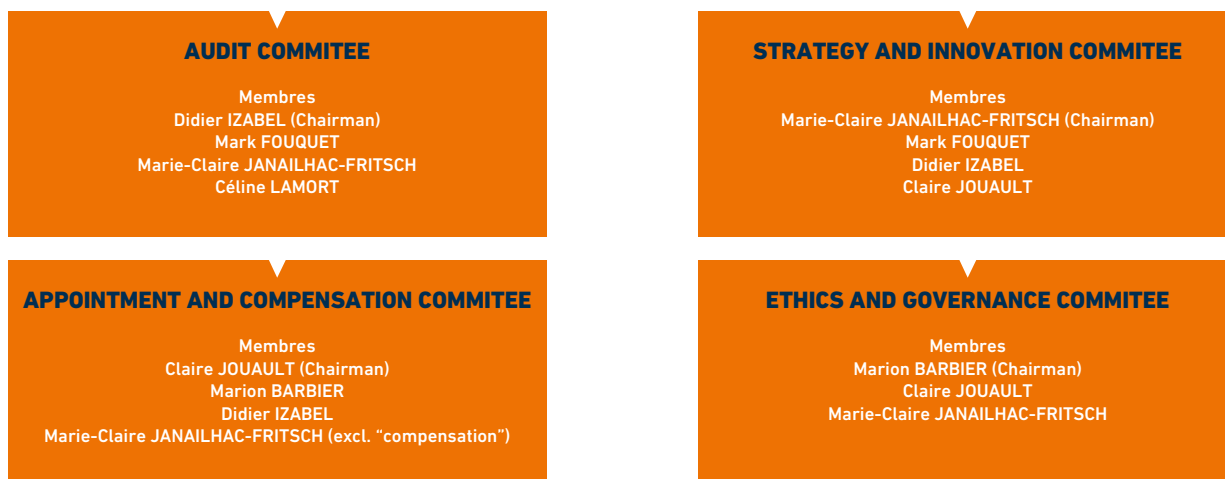 AUDIT COMMITEE
Membres
Didier IZABEL (Chairman)
Mark FOUQUET
Marie-Claire JANAILHAC-FRITSCH
Céline LAMORT
STRATEGY AND INNOVATION COMMITEE
Membres
Marie-Claire JANAILHAC-FRITSCH (Chairman)
Mark FOUQUET
Didier IZABEL
Claire JOUAULT
APPOINTMENT AND COMPENSATION COMMITEE
Membres
Claire JOUAULT (Chairman)
Marion BARBIER
Didier IZABEL
Marie-Claire JANAILHAC-FRITSCH (excl. “compensation”)
ETHICS AND GOVERNANCE COMMITEE
Membres
Marion BARBIER (Chairman)
Claire JOUAULT
Marie-Claire JANAILHAC-FRITSCH